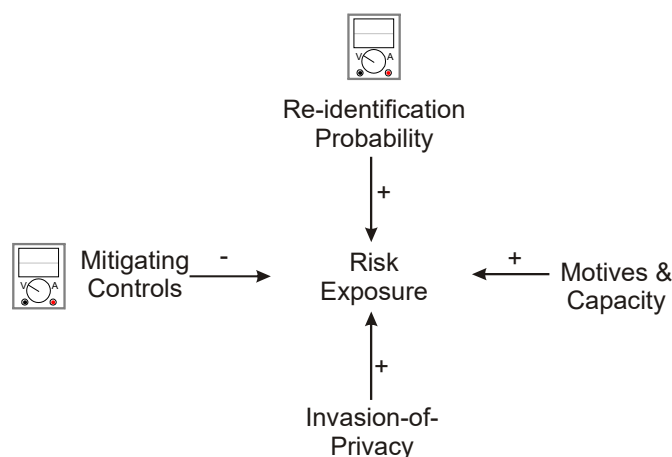 V A
Re-identification
Probability
+
V A
Mitigating
Controls
-
Risk
Exposure
+
Motives &
Capacity
+
Invasion-of-
Privacy